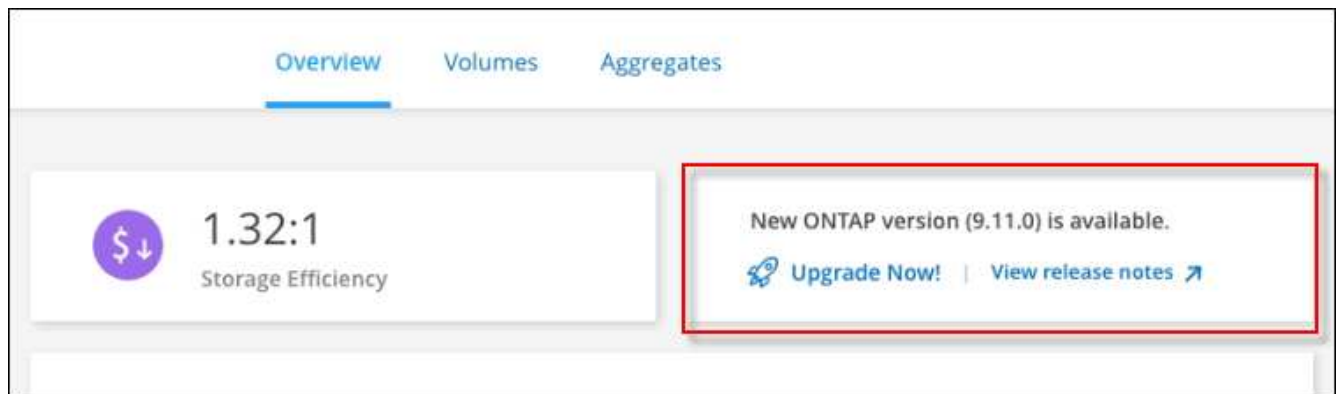 Overview Volumes Aggregates
1.32:1
Storage Efficiency
New ONTAP version (9.11.0) is available.
Upgrade Now! | View release notes